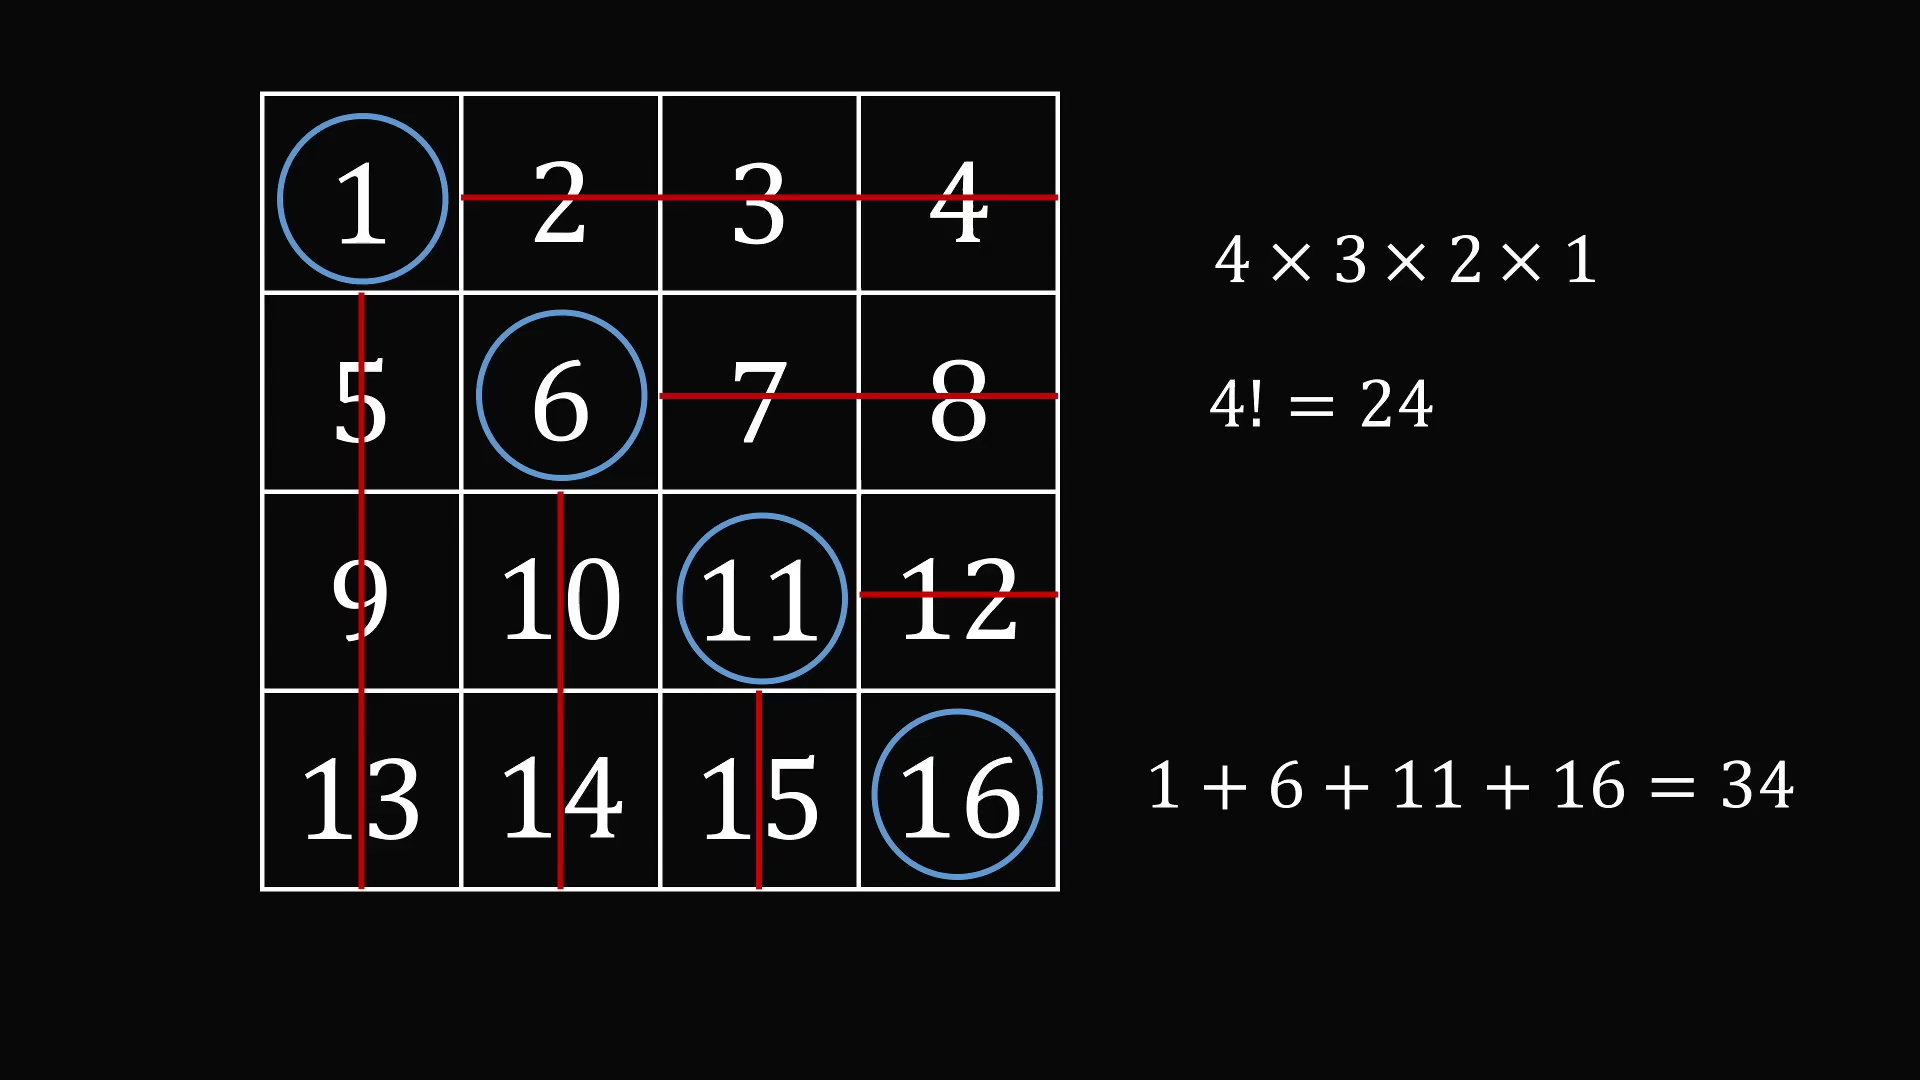 1 2 3 4
5 6 7 8
9 10 11 12
13 14 15 16
4 × 3 × 2 × 1
4! = 24
1 + 6 + 11 + 16 = 34